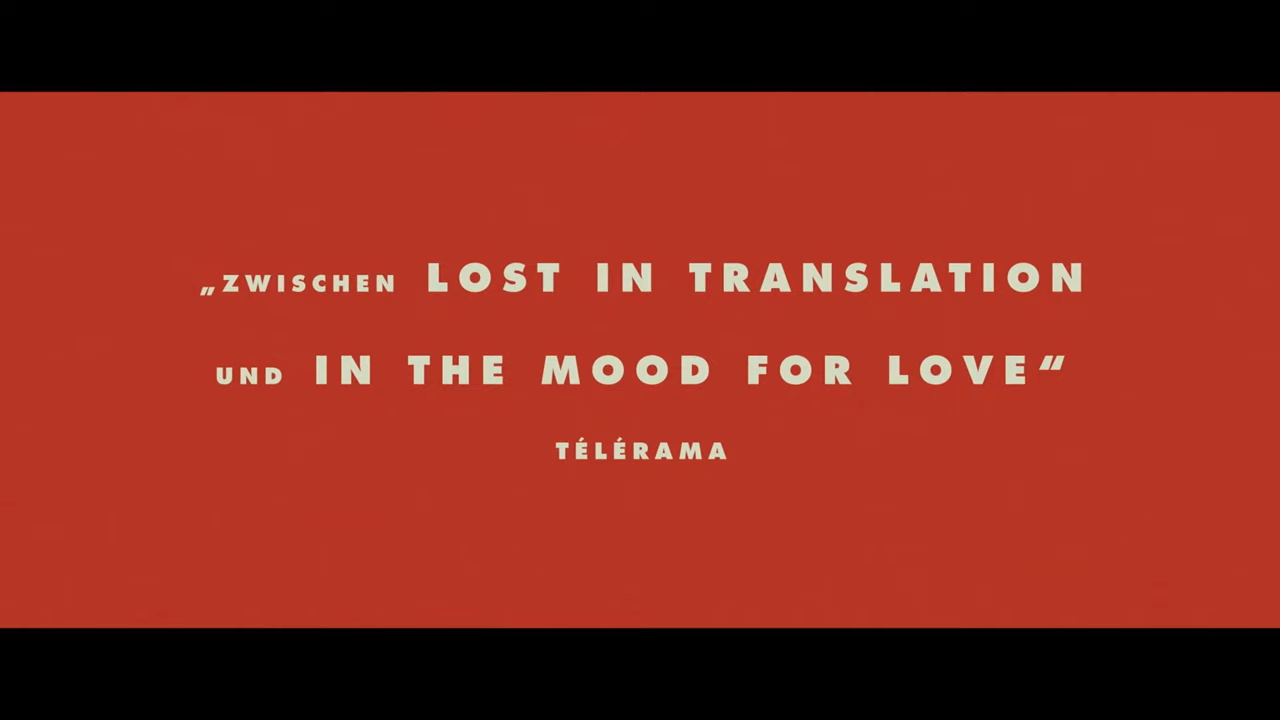 „ZWISCHEN LOST IN TRANSLATION
UND IN THE MOOD FOR LOVE“
TÉLÉRAMA